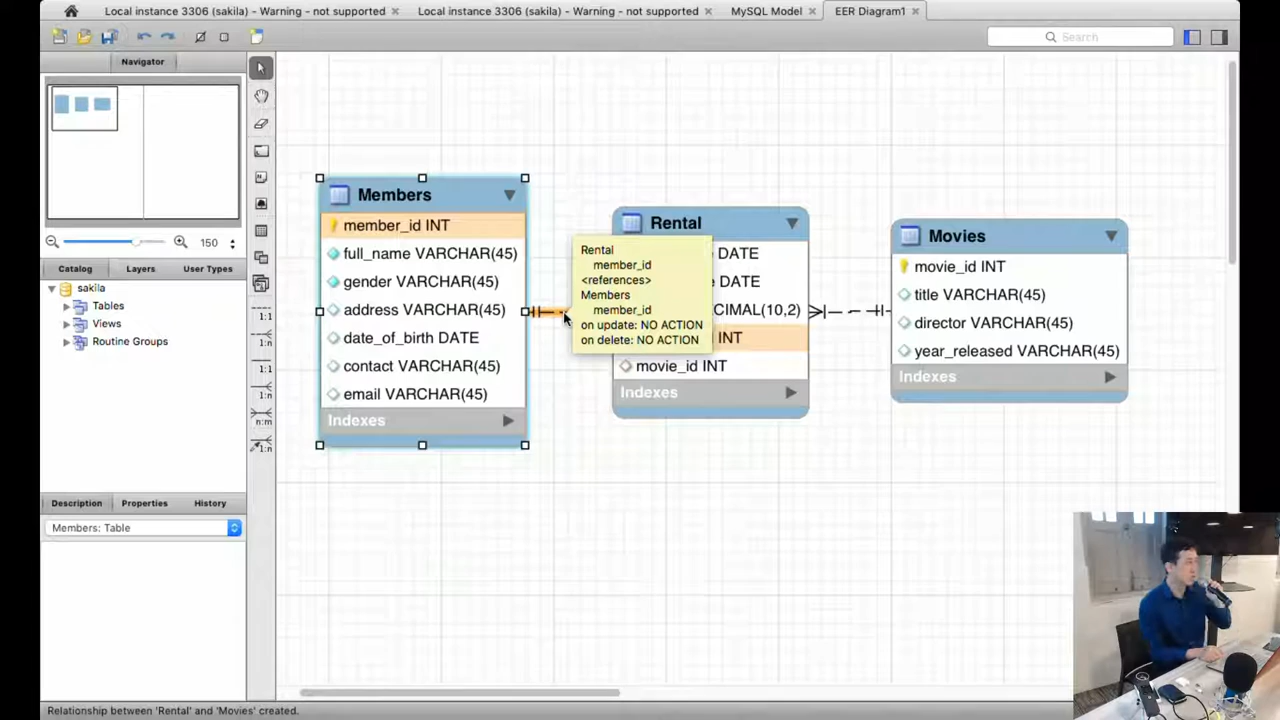 Local instance 3306 (sakila) - Warning - not supported
Local instance 3306 (sakila) - Warning - not supported
MySQL Model
EER Diagram1
Search
Navigator
150
Catalog
Layers
User Types
sakila
Tables
Views
Routine Groups
Description
Properties
History
Members: Table
1:1
1:n
1:1
1:n
n:m
1:n
Members
member_id INT
full_name VARCHAR(45)
gender VARCHAR(45)
address VARCHAR(45)
date_of_birth DATE
contact VARCHAR(45)
email VARCHAR(45)
Indexes
Rental
DATE
DATE
CIMAL(10,2)
INT
movie_id INT
Indexes
Rental
member_id
<references>
Members
member_id
on update: NO ACTION
on delete: NO ACTION
Movies
movie_id INT
title VARCHAR(45)
director VARCHAR(45)
year_released VARCHAR(45)
Indexes
Relationship between 'Rental' and 'Movies' created.